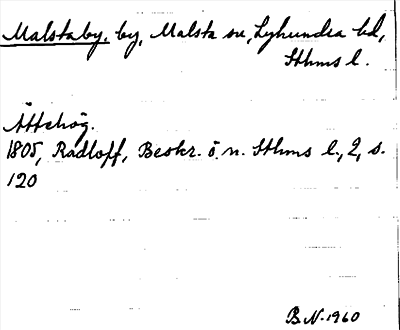 Malstaby, by, Malsta sn, Lyhundra hd,
Sthms l.
Ättehög.
1805, Radloff, Beskr. ö. n. Sthms l., 2, s.
120
B.N. 1960